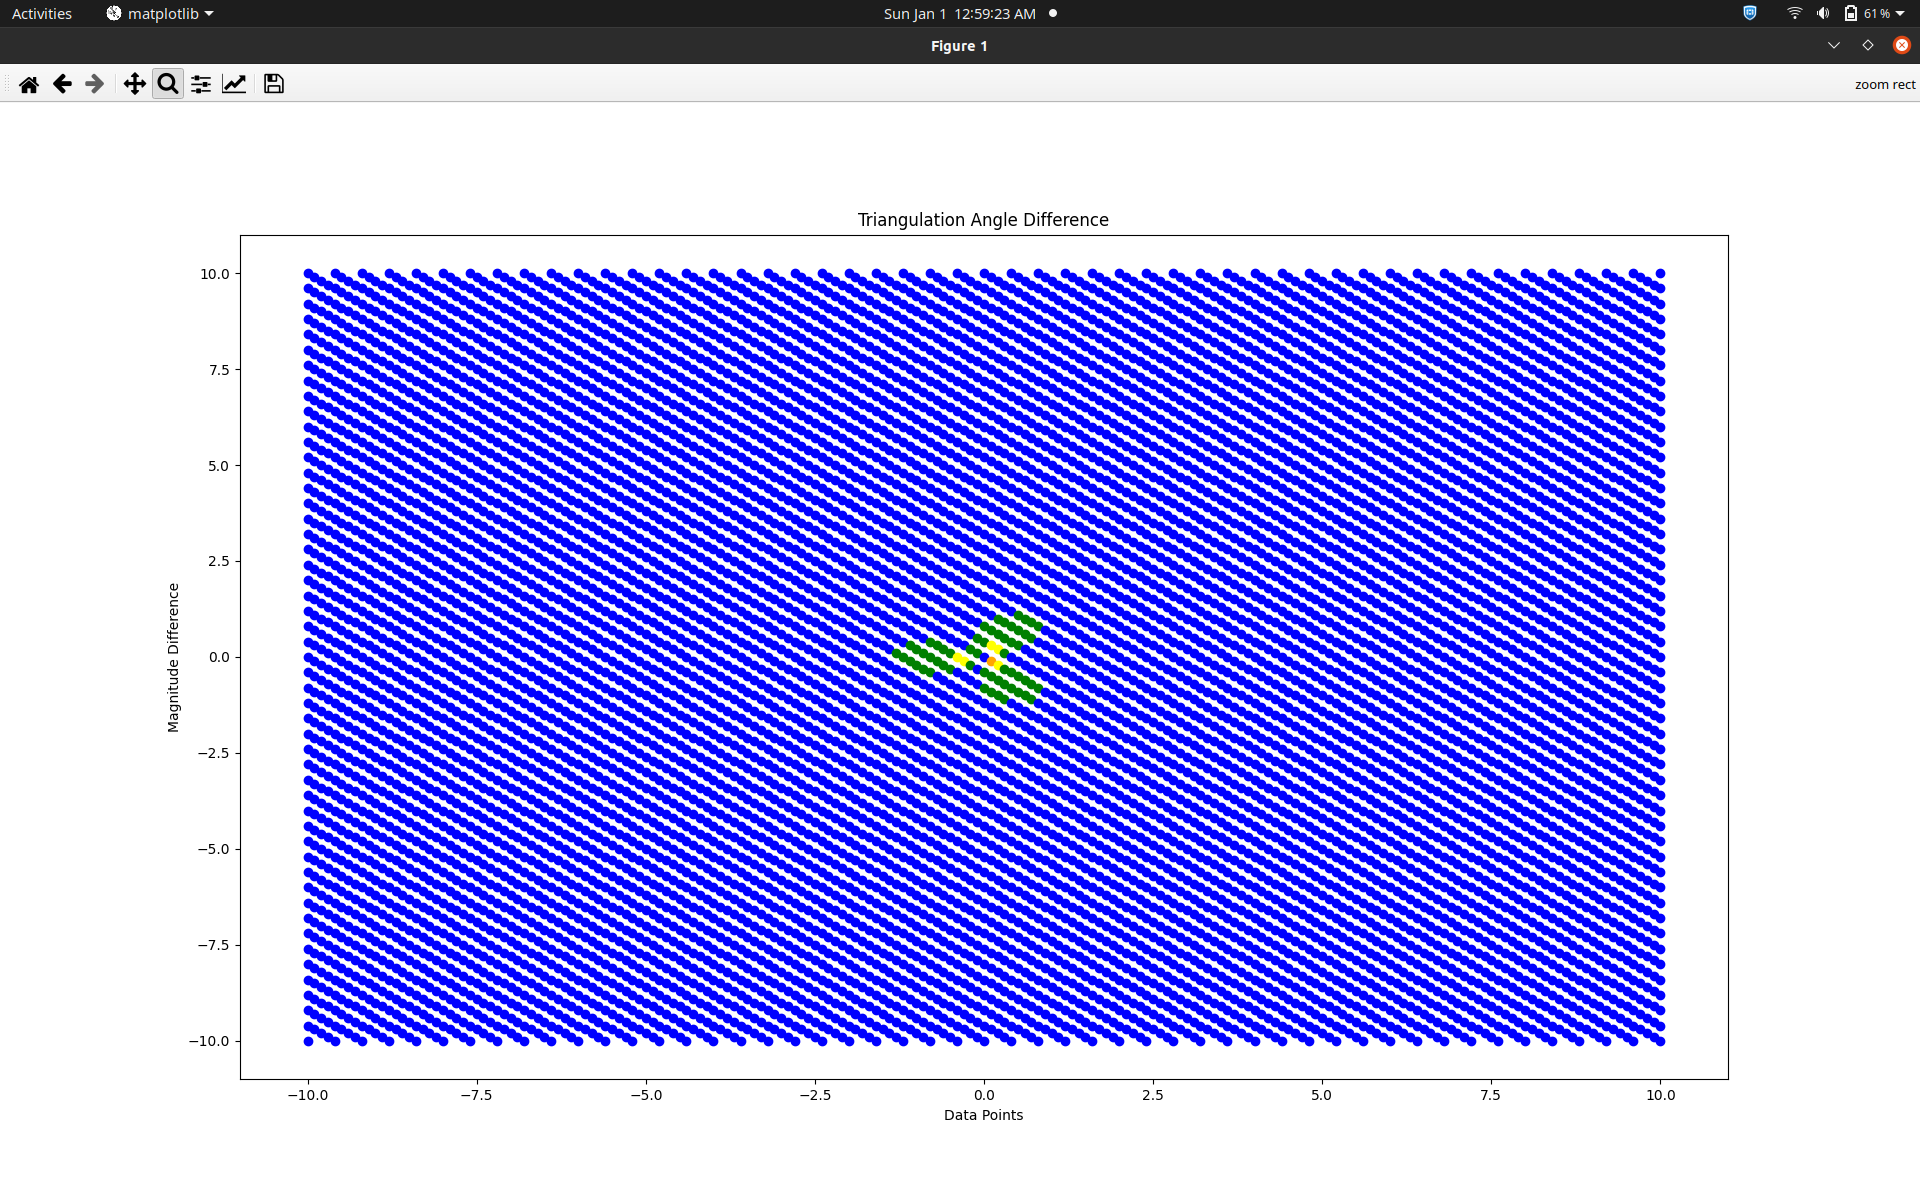 Activities
matplotlib
Sun Jan 1 12:59:23 AM
61 %
Figure 1
zoom rect
Triangulation Angle Difference
10.0
7.5
5.0
2.5
0.0
−2.5
−5.0
−7.5
−10.0
Magnitude Difference
−10.0 −7.5 −5.0 −2.5 0.0 2.5 5.0 7.5 10.0
Data Points